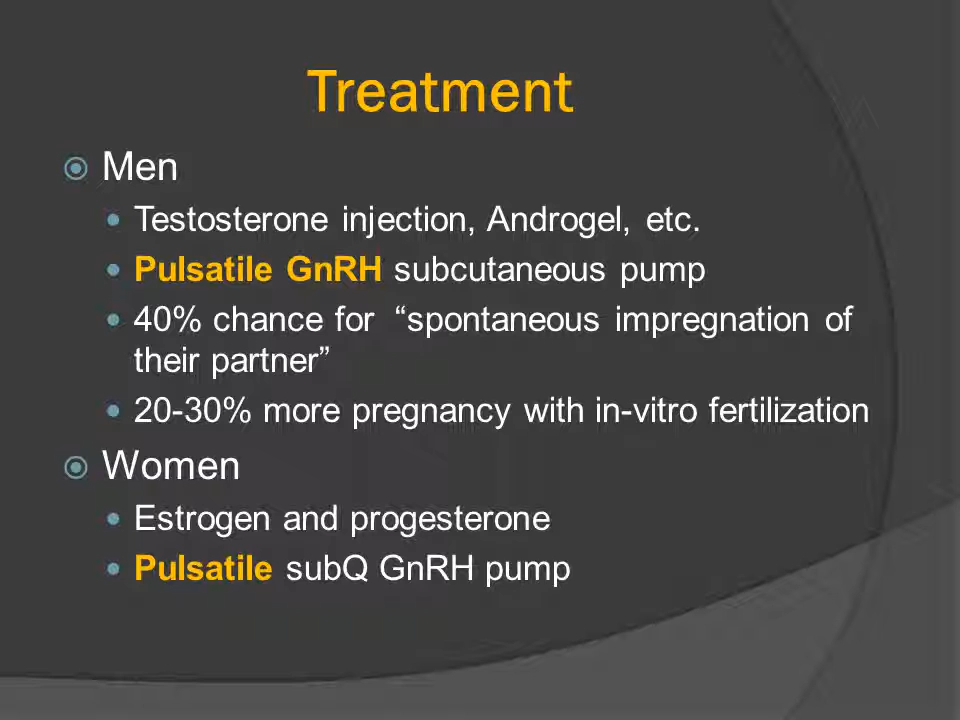 Treatment
Men
Testosterone injection, Androgel, etc.
Pulsatile GnRH subcutaneous pump
40% chance for “spontaneous impregnation of
their partner”
20-30% more pregnancy with in-vitro fertilization
Women
Estrogen and progesterone
Pulsatile subQ GnRH pump